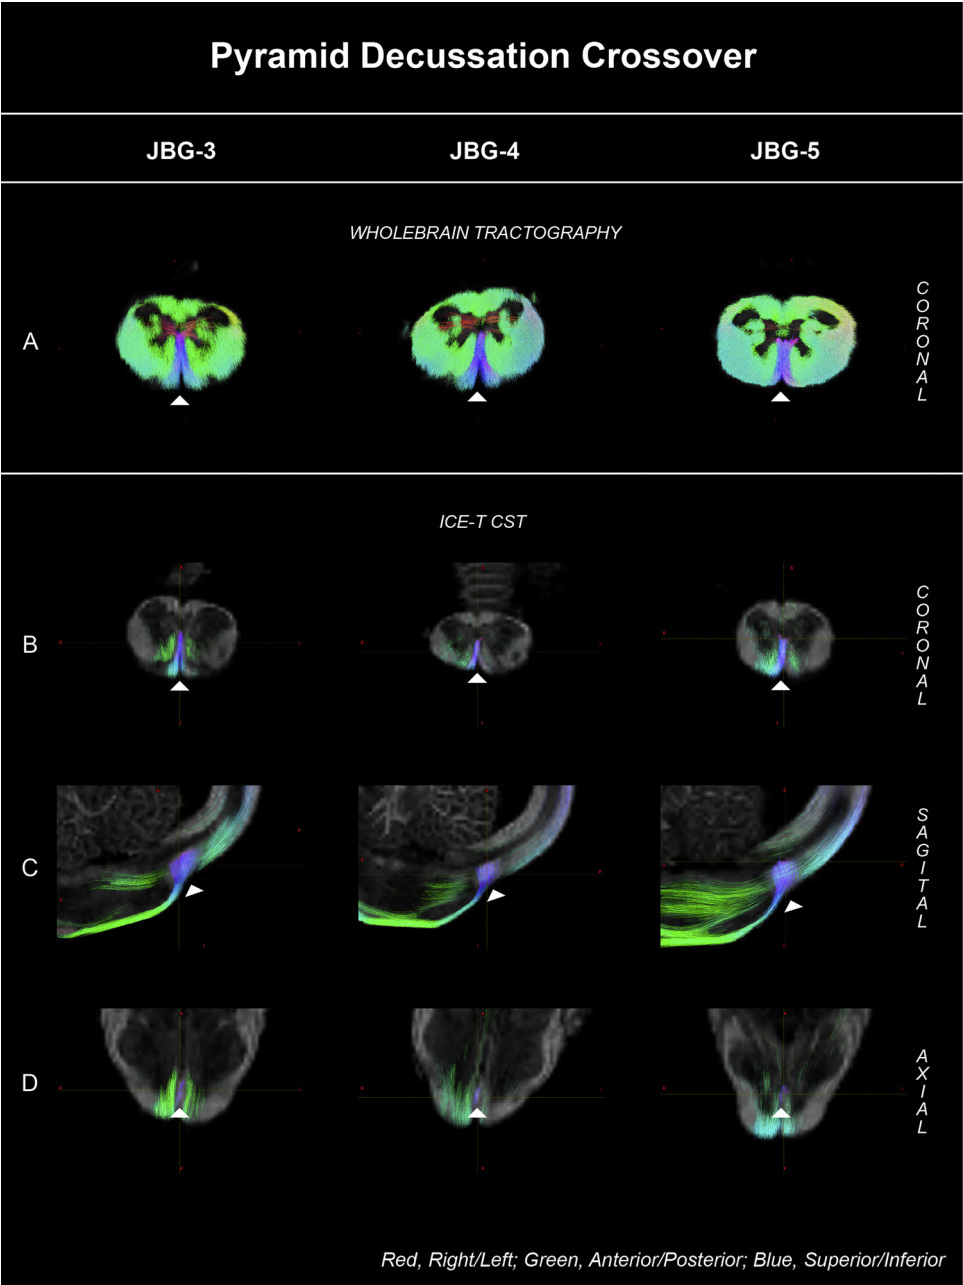 Pyramid Decussation Crossover
JBG-3 JBG-4 JBG-5
WHOLEBRAIN TRACTOGRAPHY
A
CORONAL
ICE-T CST
B
CORONAL
C
SAGITAL
D
AXIAL
Red, Right/Left; Green, Anterior/Posterior; Blue, Superior/Inferior